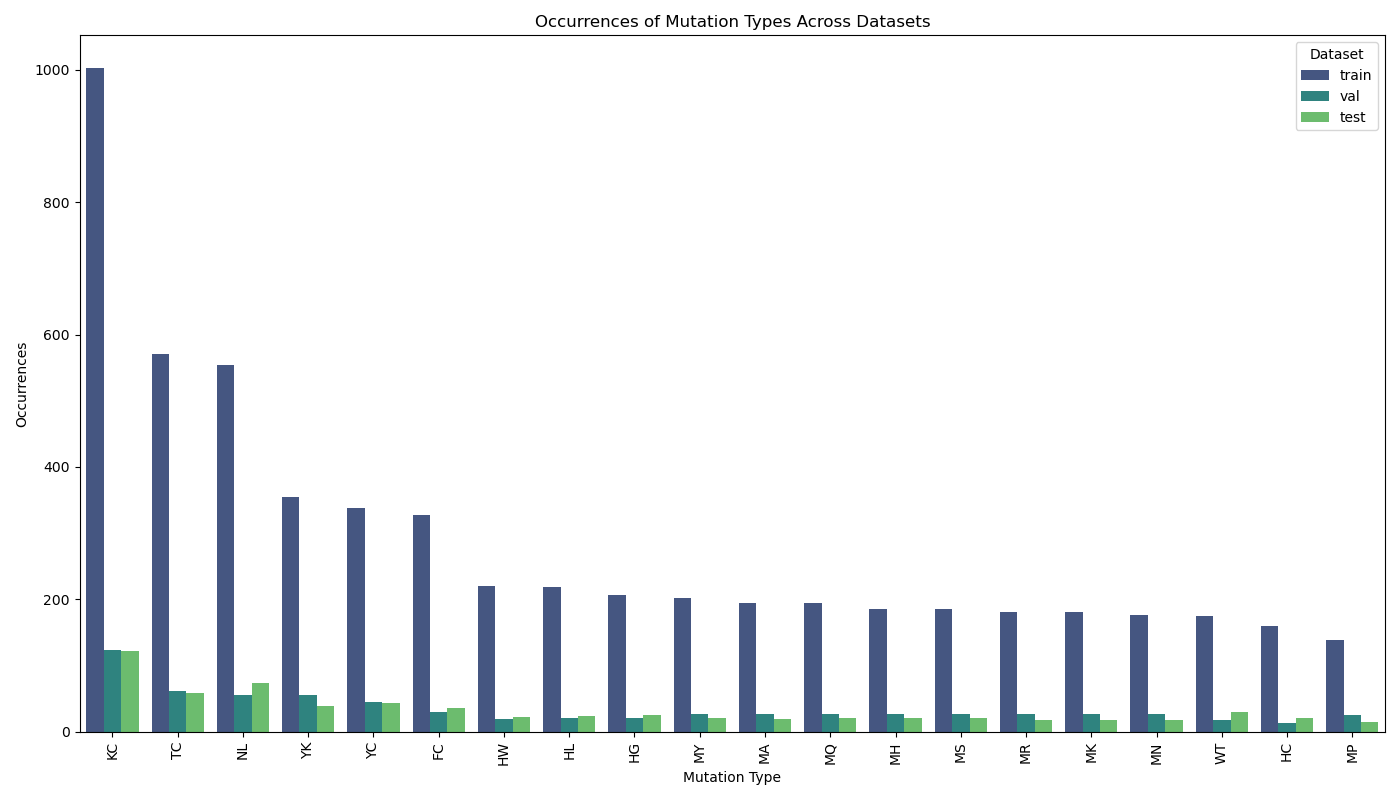 Occurrences of Mutation Types Across Datasets
Dataset
train
val
test
1000
800
600
400
200
0
Occurrences
KC
TC
NL
YK
YC
FC
HW
HL
HG
MY
MA
MQ
MH
MS
MR
MK
MN
WT
HC
MP
Mutation Type